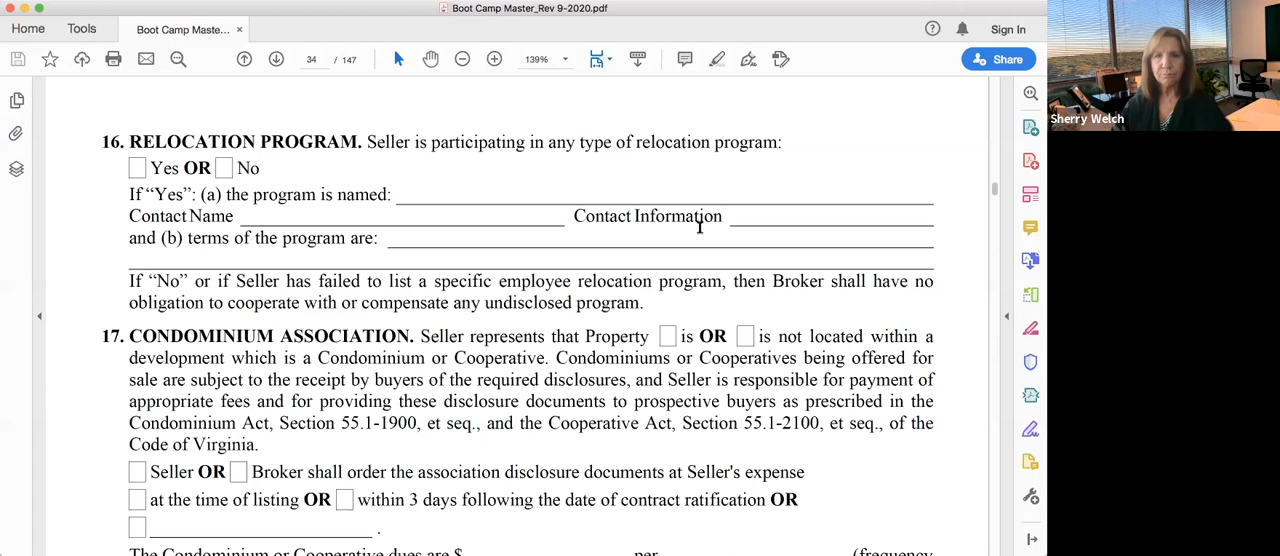 Boot Camp Master_Rev 9-2020.pdf
Home Tools Boot Camp Maste... × Sign In
34 / 147 139% Share
16. RELOCATION PROGRAM. Seller is participating in any type of relocation program:
Yes OR No
If “Yes”: (a) the program is named:
Contact Name Contact Information
and (b) terms of the program are:
If “No” or if Seller has failed to list a specific employee relocation program, then Broker shall have no
obligation to cooperate with or compensate any undisclosed program.
17. CONDOMINIUM ASSOCIATION. Seller represents that Property is OR is not located within a
development which is a Condominium or Cooperative. Condominiums or Cooperatives being offered for
sale are subject to the receipt by buyers of the required disclosures, and Seller is responsible for payment of
appropriate fees and for providing these disclosure documents to prospective buyers as prescribed in the
Condominium Act, Section 55.1-1900, et seq., and the Cooperative Act, Section 55.1-2100, et seq., of the
Code of Virginia.
Seller OR Broker shall order the association disclosure documents at Seller's expense
at the time of listing OR within 3 days following the date of contract ratification OR
.
The Condominium or Cooperative dues are $ per (frequency
Sherry Welch